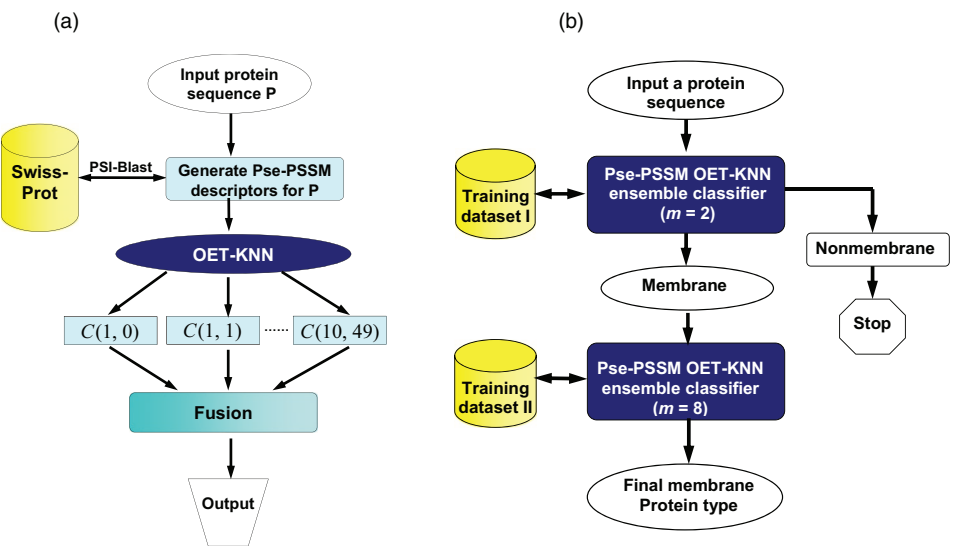 (a)
Input protein
sequence P
Swiss-
Prot
PSI-Blast
Generate Pse-PSSM
descriptors for P
OET-KNN
C(1, 0)
C(1, 1)
......
C(10, 49)
Fusion
Output
(b)
Input a protein
sequence
Training
dataset I
Pse-PSSM OET-KNN
ensemble classifier
(m = 2)
Nonmembrane
Stop
Membrane
Training
dataset II
Pse-PSSM OET-KNN
ensemble classifier
(m = 8)
Final membrane
Protein type